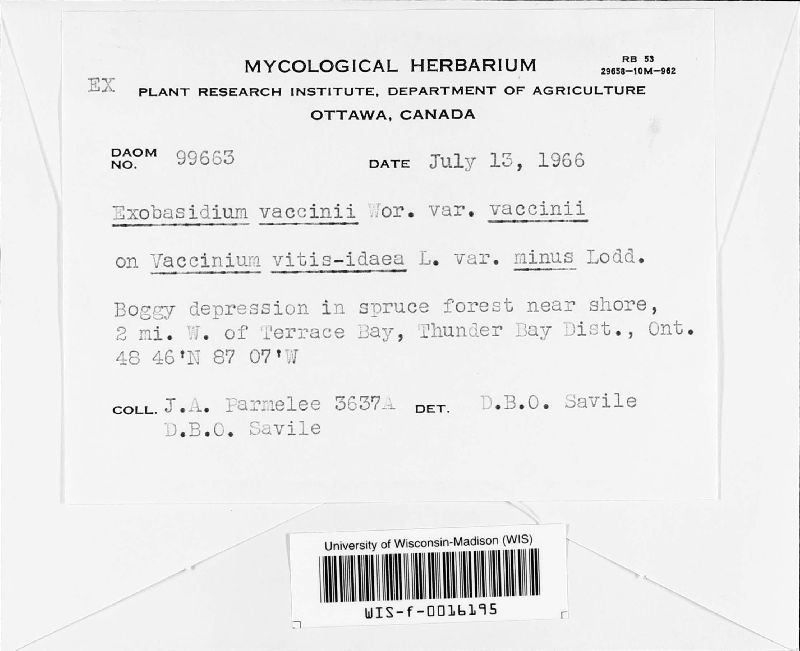 MYCOLOGICAL HERBARIUM
RB 53
29658-10M-962
EX
PLANT RESEARCH INSTITUTE, DEPARTMENT OF AGRICULTURE
OTTAWA, CANADA
DAOM NO. 99663 DATE July 13, 1966
Exobasidium vaccinii Wor. var. vaccinii
on Vaccinium vitis-idaea L. var. minus Lodd.
Boggy depression in spruce forest near shore,
2 mi. W. of Terrace Bay, Thunder Bay Dist., Ont.
48 46'N 87 07'W
COLL. J.A. Parmelee 3637A DET. D.B.O. Savile
D.B.O. Savile
University of Wisconsin-Madison (WIS)
WIS-f-0016195